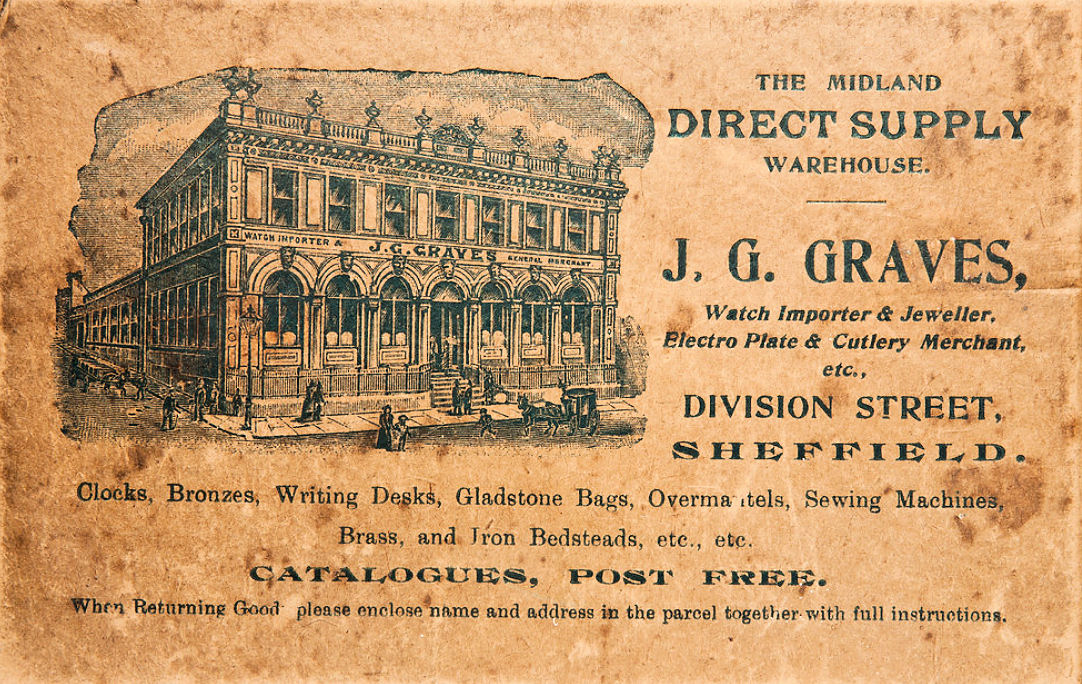 THE MIDLAND
DIRECT SUPPLY
WAREHOUSE.
J. G. GRAVES,
Watch Importer & Jeweller,
Electro Plate & Cutlery Merchant,
etc.,
DIVISION STREET,
SHEFFIELD.
WATCH IMPORTER & J.G. GRAVES GENERAL MERCHANT
Clocks, Bronzes, Writing Desks, Gladstone Bags, Overmantels, Sewing Machines,
Brass, and Iron Bedsteads, etc., etc.
CATALOGUES, POST FREE.
When Returning Good please enclose name and address in the parcel together with full instructions.